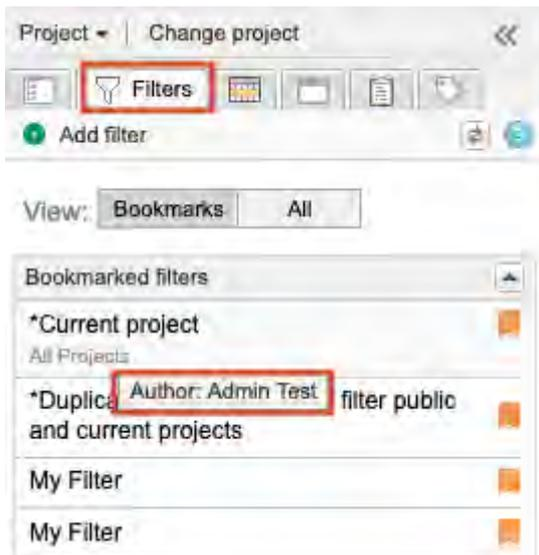 Project | Change project
Filters
Add filter
View: Bookmarks All
Bookmarked filters
*Current project
All Projects
*Duplica Author: Admin Test filter public
and current projects
My Filter
My Filter